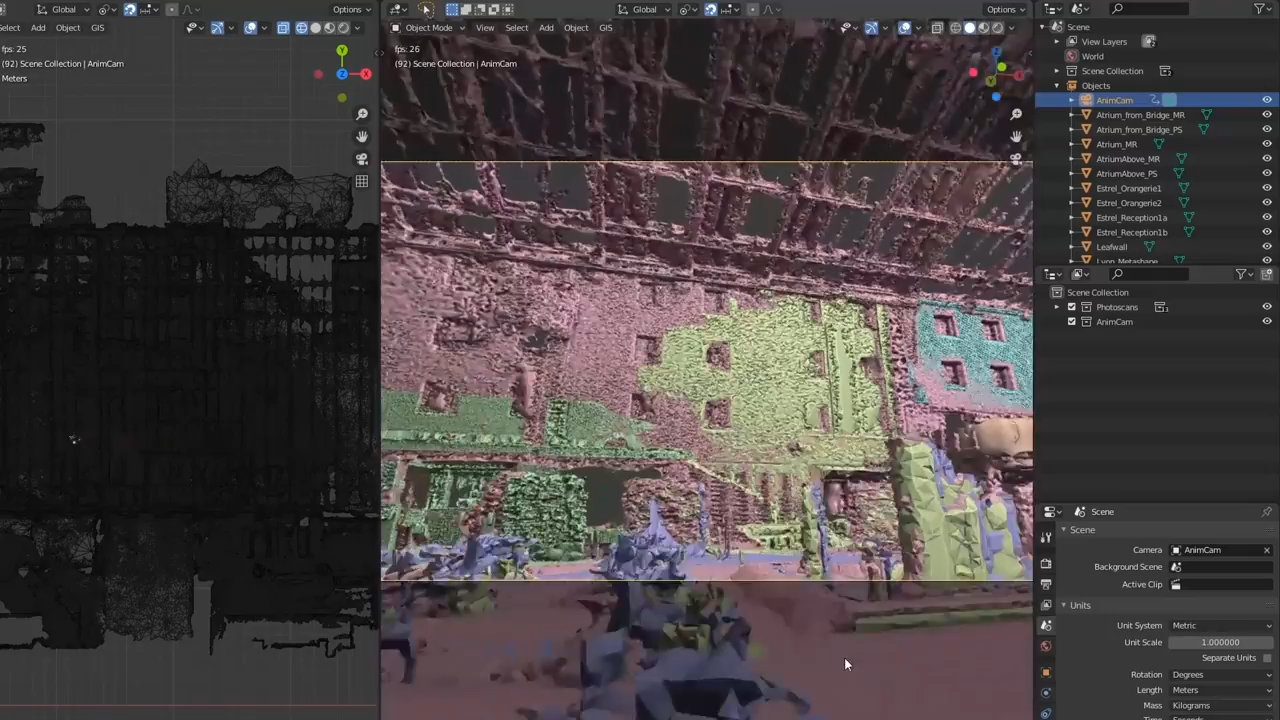 Global
Options
Select
Add
Object
GIS
fps: 25
(92) Scene Collection | AnimCam
Meters
Y
Z
X
Global
Options
Object Mode
View
Select
Add
Object
GIS
fps: 26
(92) Scene Collection | AnimCam
Scene
View Layers
World
Scene Collection
Objects
AnimCam
Atrium_from_Bridge_MR
Atrium_from_Bridge_PS
Atrium_MR
AtriumAbove_MR
AtriumAbove_PS
Estrel_Orangerie1
Estrel_Orangerie2
Estrel_Reception1a
Estrel_Reception1b
Leafwall
Lyon_Metashape
Scene Collection
Photoscans
AnimCam
Scene
Scene
Camera
AnimCam
Background Scene
Active Clip
Units
Unit System
Metric
Unit Scale
1.000000
Separate Units
Rotation
Degrees
Length
Meters
Mass
Kilograms